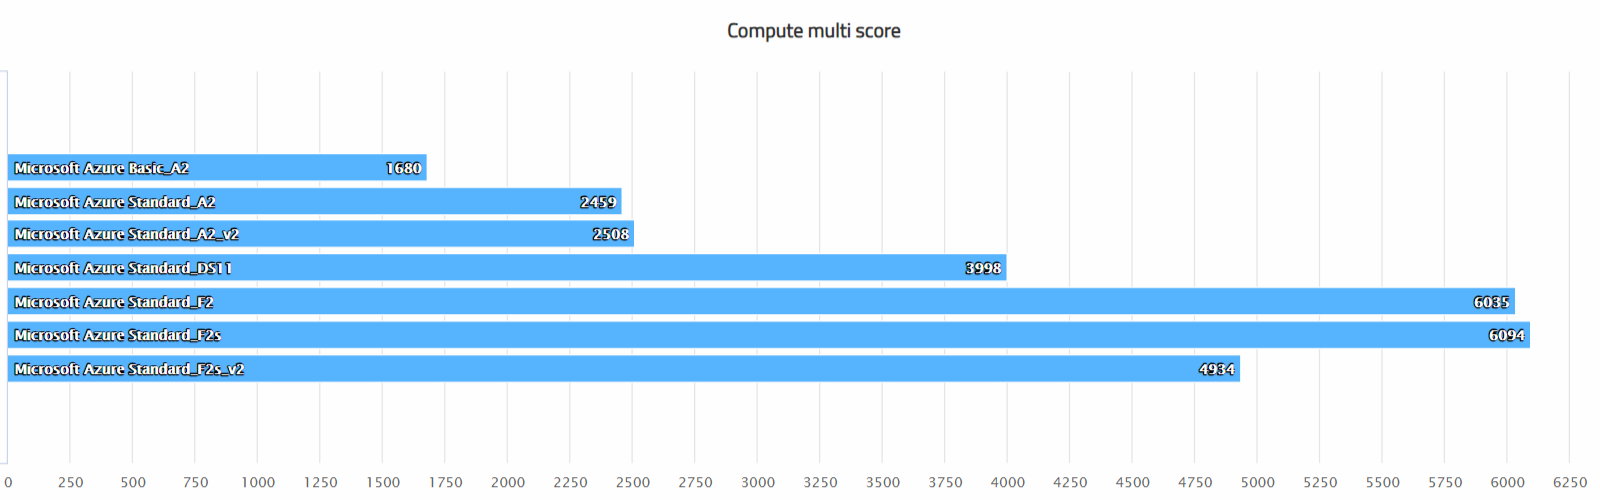 Compute multi score
Microsoft Azure Basic_A2 1680
Microsoft Azure Standard_A2 2459
Microsoft Azure Standard_A2_v2 2508
Microsoft Azure Standard_DS11 3998
Microsoft Azure Standard_F2 6035
Microsoft Azure Standard_F2s 6094
Microsoft Azure Standard_F2s_v2 4934
0 250 500 750 1000 1250 1500 1750 2000 2250 2500 2750 3000 3250 3500 3750 4000 4250 4500 4750 5000 5250 5500 5750 6000 6250